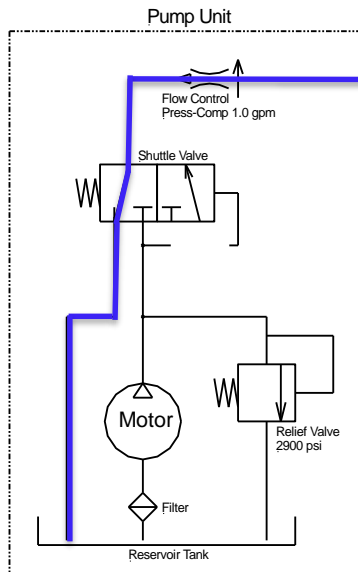 Pump Unit
Flow Control
Press-Comp 1.0 gpm
Shuttle Valve
Motor
Relief Valve
2900 psi
Filter
Reservoir Tank